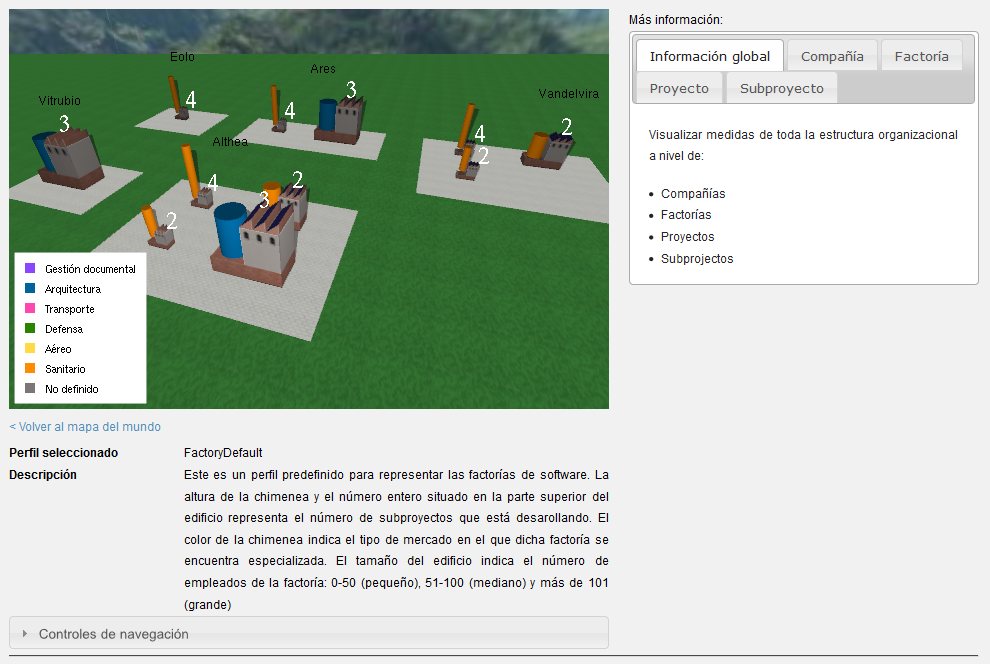 Eolo
4
Ares
4
3
Vitrubio
3
Vandelvira
4
2
2
Althea
4
2
3
2
Gestión documental
Arquitectura
Transporte
Defensa
Aéreo
Sanitario
No definido
< Volver al mapa del mundo
Perfil seleccionado FactoryDefault
Descripción Este es un perfil predefinido para representar las factorías de software. La
altura de la chimenea y el número entero situado en la parte superior del
edificio representa el número de subproyectos que está desarollando. El
color de la chimenea indica el tipo de mercado en el que dicha factoría se
encuentra especializada. El tamaño del edificio indica el número de
empleados de la factoría: 0-50 (pequeño), 51-100 (mediano) y más de 101
(grande)
Controles de navegación
Más información:
Información global Compañía Factoría
Proyecto Subproyecto
Visualizar medidas de toda la estructura organizacional
a nivel de:
• Compañías
• Factorías
• Proyectos
• Subprojectos